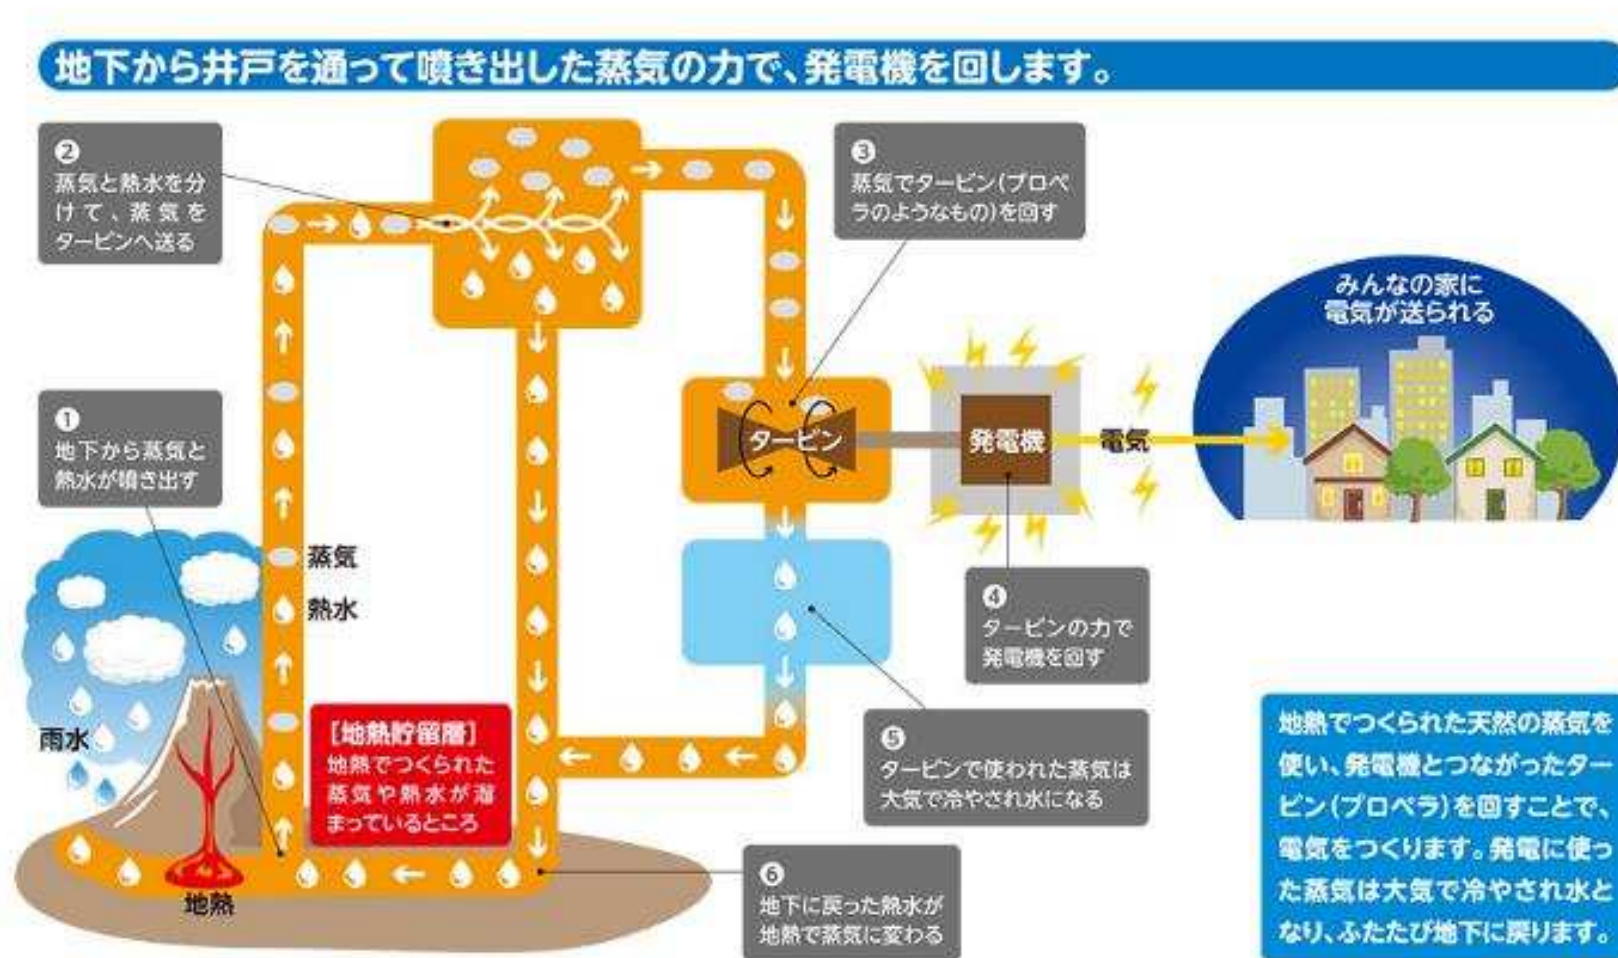 地下から井戸を通って噴き出した蒸気の力で、発電機を回します。
❷
蒸気と熱水を分
けて、蒸気を
タービンへ送る
❸
蒸気でタービン(プロペ
ラのようなもの)を回す
みんなの家に
電気が送られる
❶
地下から蒸気と
熱水が噴き出す
タービン
発電機
電気
蒸気
熱水
❹
タービンの力で
発電機を回す
雨水
[地熱貯留層]
地熱でつくられた
蒸気や熱水が溜
まっているところ
❺
タービンで使われた蒸気は
大気で冷やされ水になる
地熱
❻
地下に戻った熱水が
地熱で蒸気に変わる
地熱でつくられた天然の蒸気を
使い、発電機とつながったター
ビン(プロペラ)を回すことで、
電気をつくります。発電に使っ
た蒸気は大気で冷やされ水と
なり、ふたたび地下に戻ります。